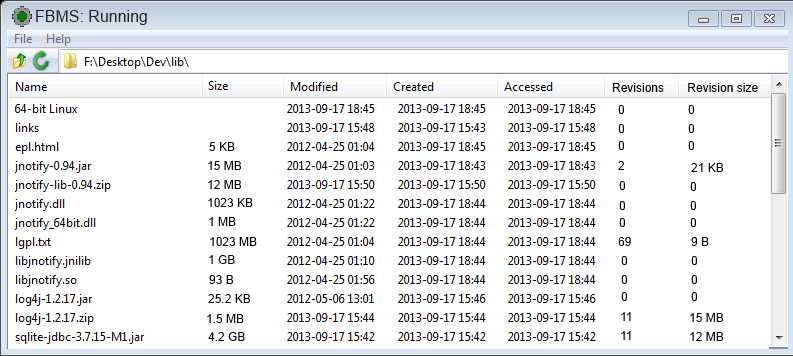 FBMS: Running
File Help
F:\Desktop\Dev\lib\
Name Size Modified Created Accessed Revisions Revision size
64-bit Linux 2013-09-17 18:45 2013-09-17 18:45 2013-09-17 18:45 0 0
links 2013-09-17 15:48 2013-09-17 15:43 2013-09-17 15:48 0 0
epl.html 5 KB 2012-04-25 01:04 2013-09-17 18:44 2013-09-17 18:44 0 0
jnotify-0.94.jar 15 MB 2012-04-25 01:03 2013-09-17 18:43 2013-09-17 18:43 2 21 KB
jnotify-lib-0.94.zip 12 MB 2013-09-17 15:50 2013-09-17 15:50 2013-09-17 15:50 0 0
jnotify.dll 1023 KB 2012-04-25 01:22 2013-09-17 18:44 2013-09-17 18:44 0 0
jnotify_64bit.dll 1 MB 2012-04-25 01:22 2013-09-17 18:44 2013-09-17 18:44 0 0
lgpl.txt 1023 MB 2012-04-25 01:04 2013-09-17 18:44 2013-09-17 18:44 69 9 B
libjnotify.jnilib 1 GB 2012-04-25 01:10 2013-09-17 18:44 2013-09-17 18:44 0 0
libjnotify.so 93 B 2012-04-25 01:56 2013-09-17 18:44 2013-09-17 18:44 0 0
log4j-1.2.17.jar 25.2 KB 2012-05-06 13:01 2013-09-17 15:46 2013-09-17 15:46 0 0
log4j-1.2.17.zip 1.5 MB 2013-09-17 15:44 2013-09-17 15:44 2013-09-17 15:44 11 15 MB
sqlite-jdbc-3.7.15-M1.jar 4.2 GB 2013-09-17 15:42 2013-09-17 15:42 2013-09-17 15:42 11 12 MB